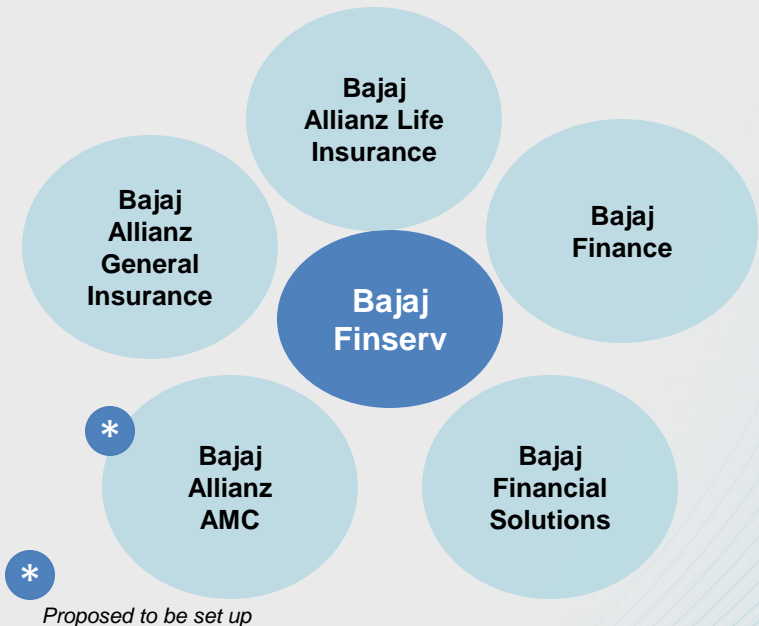 Bajaj
Allianz Life
Insurance
Bajaj
Allianz
General
Insurance
Bajaj
Finance
Bajaj
Finserv
*
Bajaj
Allianz
AMC
Bajaj
Financial
Solutions
*
Proposed to be set up